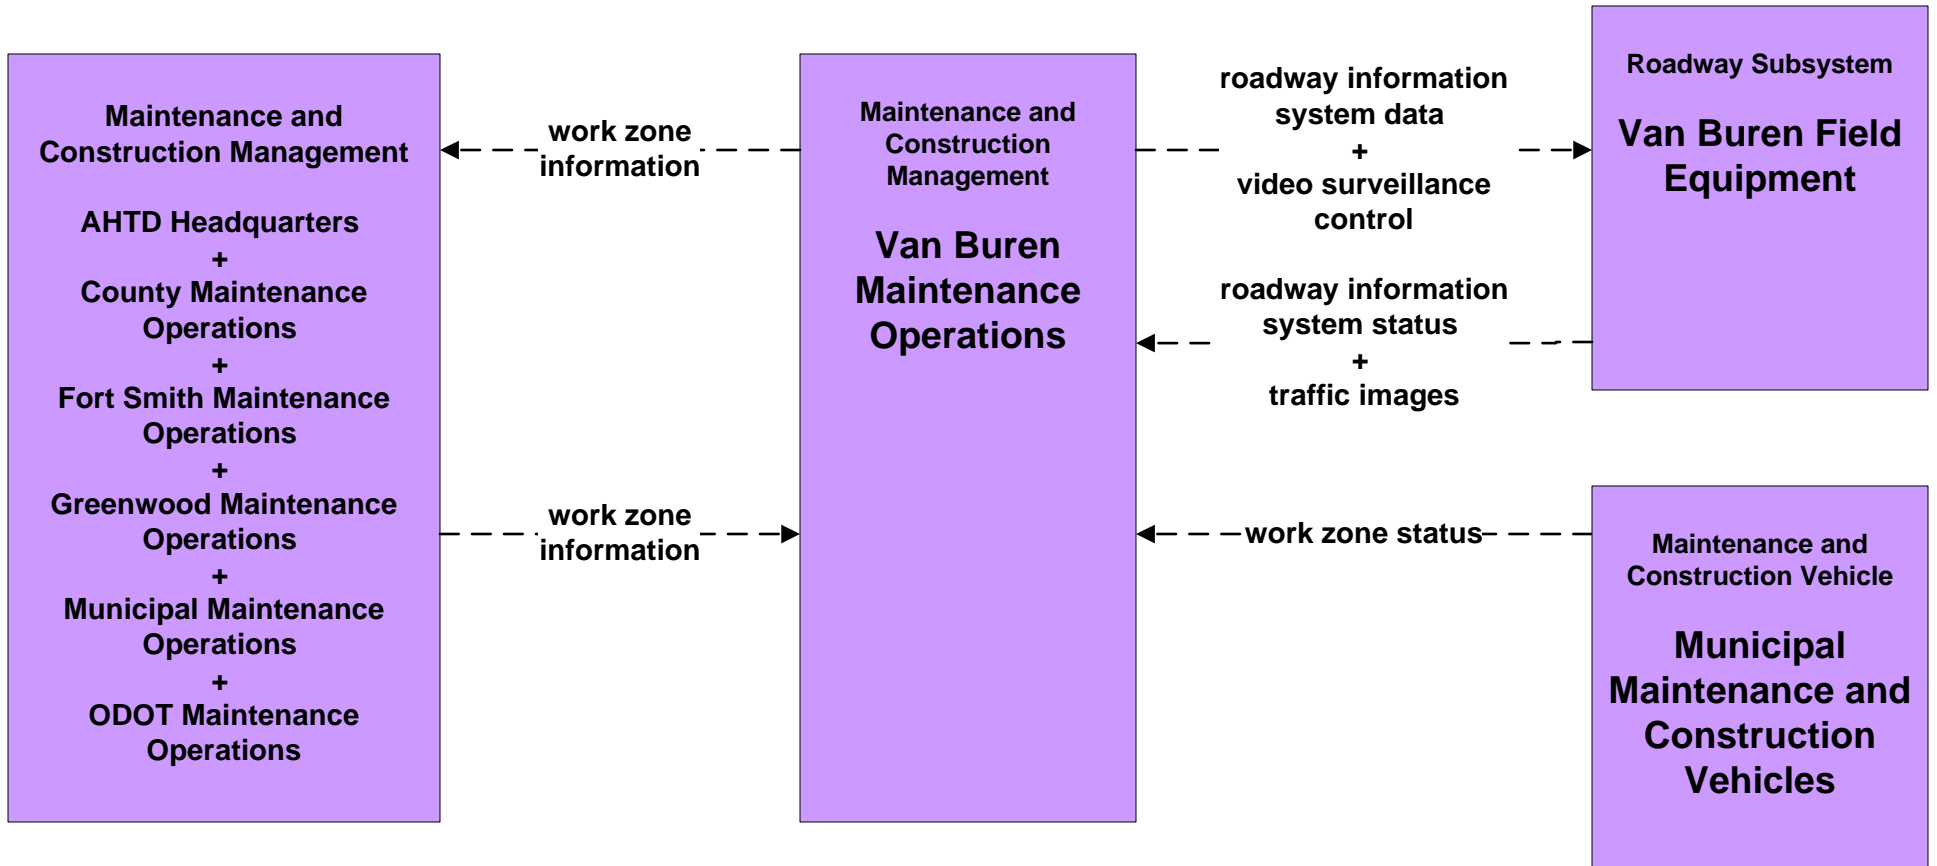 Maintenance and
Construction Management
AHTD Headquarters
+
County Maintenance
Operations
+
Fort Smith Maintenance
Operations
+
Greenwood Maintenance
Operations
+
Municipal Maintenance
Operations
+
ODOT Maintenance
Operations
work zone
information
work zone
information
Maintenance and
Construction
Management
Van Buren
Maintenance
Operations
roadway information
system data
+
video surveillance
control
roadway information
system status
+
traffic images
work zone status
Roadway Subsystem
Van Buren Field
Equipment
Maintenance and
Construction Vehicle
Municipal
Maintenance and
Construction
Vehicles